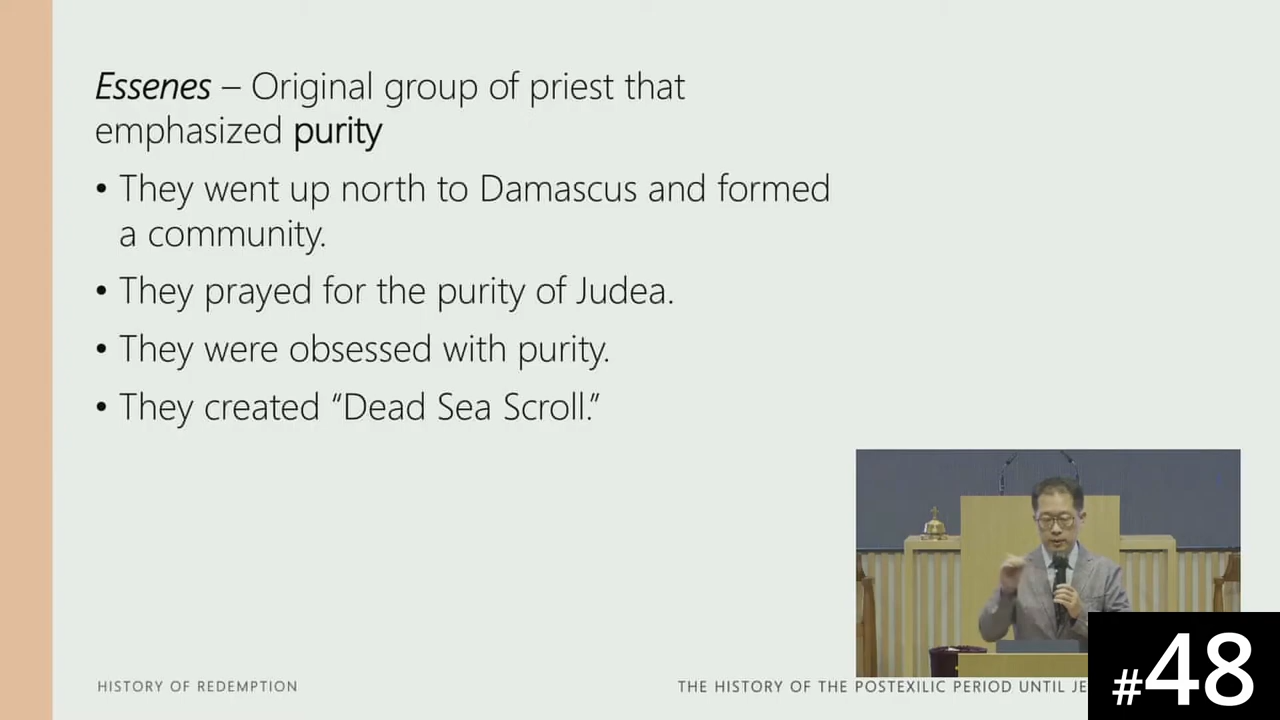 Essenes – Original group of priest that
emphasized purity
• They went up north to Damascus and formed
a community.
• They prayed for the purity of Judea.
• They were obsessed with purity.
• They created “Dead Sea Scroll.”
HISTORY OF REDEMPTION
THE HISTORY OF THE POSTEXILIC PERIOD UNTIL JE
#48